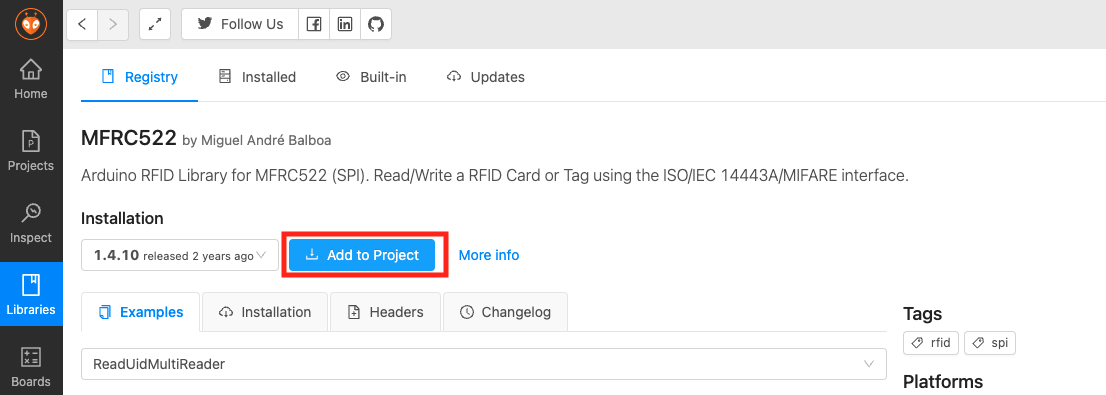 Follow Us
Home
Registry
Installed
Built-in
Updates
Projects
MFRC522 by Miguel André Balboa
Arduino RFID Library for MFRC522 (SPI). Read/Write a RFID Card or Tag using the ISO/IEC 14443A/MIFARE interface.
Inspect
Installation
1.4.10 released 2 years ago
Add to Project
More info
Libraries
Examples
Installation
Headers
Changelog
Tags
rfid
spi
ReadUidMultiReader
Boards
Platforms